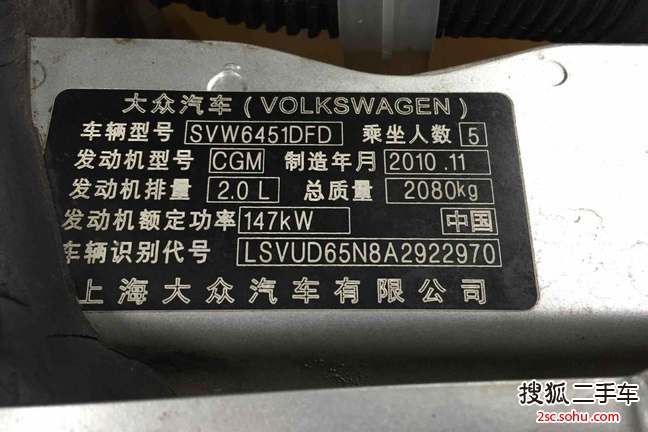 大众汽车(VOLKSWAGEN)
车辆型号 SVW6451DFD 乘坐人数 5
发动机型号 CGM 制造年月 2010.11
发动机排量 2.0L 总质量 2080kg
发动机额定功率 147kW 中国
车辆识别代号 LSVUD65N8A2922970
上海大众汽车有限公司
搜狐二手车
2sc.sohu.com